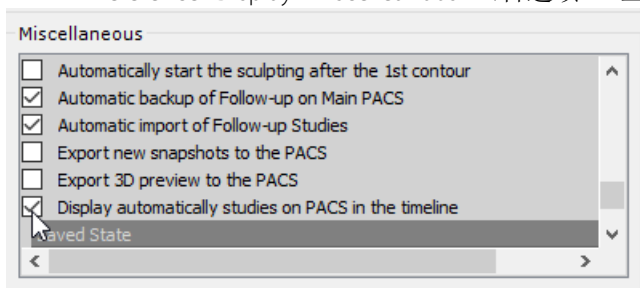 Miscellaneous
Automatically start the sculpting after the 1st contour
Automatic backup of Follow-up on Main PACS
Automatic import of Follow-up Studies
Export new snapshots to the PACS
Export 3D preview to the PACS
Display automatically studies on PACS in the timeline
aved State